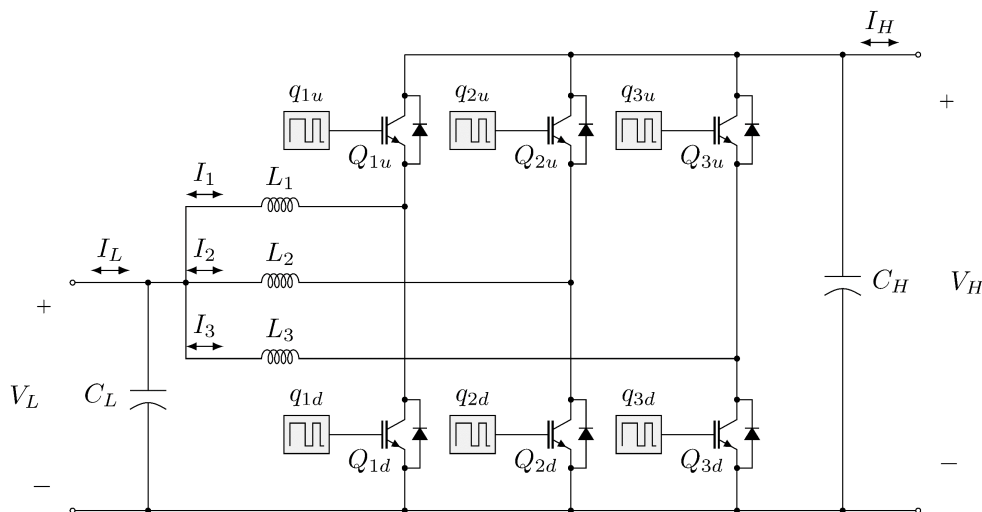 I_H
q_{1u} q_{2u} q_{3u}
+
Q_{1u} Q_{2u} Q_{3u}
I_1 L_1
I_L I_2 L_2
+
C_H V_H
I_3 L_3
V_L C_L
q_{1d} q_{2d} q_{3d}
Q_{1d} Q_{2d} Q_{3d}
−
−